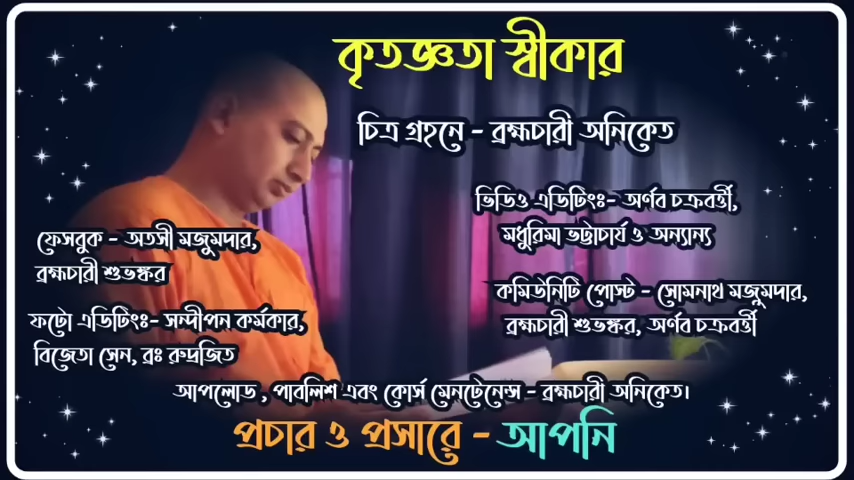 কৃতজ্ঞতা স্বীকার
চিত্র গ্রহনে - ব্রহ্মচারী অনিকেত
ভিডিও এডিটিংঃ- অর্ণব চক্রবর্ত্তী,
মধুরিমা ভট্টাচার্য ও অন্যান্য
ফেসবুক - অতসী মজুমদার,
ব্রহ্মচারী শুভঙ্কর
কমিউনিটি পোস্ট - সোমনাথ মজুমদার,
ব্রহ্মচারী শুভঙ্কর, অর্ণব চক্রবর্ত্তী
ফটো এডিটিংঃ- সন্দীপন কর্মকার,
বিজেতা সেন, ব্রঃ রুদ্রজিত
আপলোড , পাবলিশ এবং কোর্স মেনটেনেন্স - ব্রহ্মচারী অনিকেত।
প্রচার ও প্রসারে - আপনি